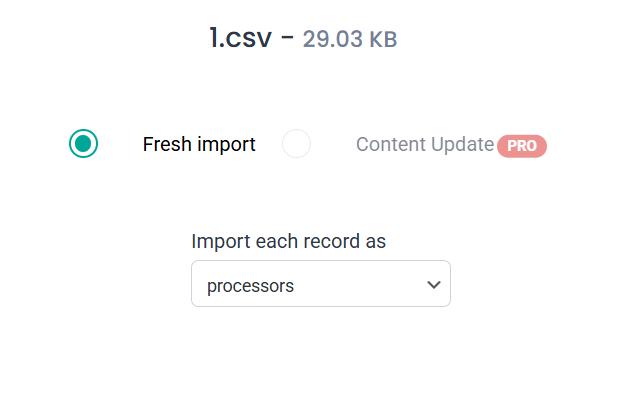 1.csv - 29.03 KB
Fresh import Content Update PRO
Import each record as
processors